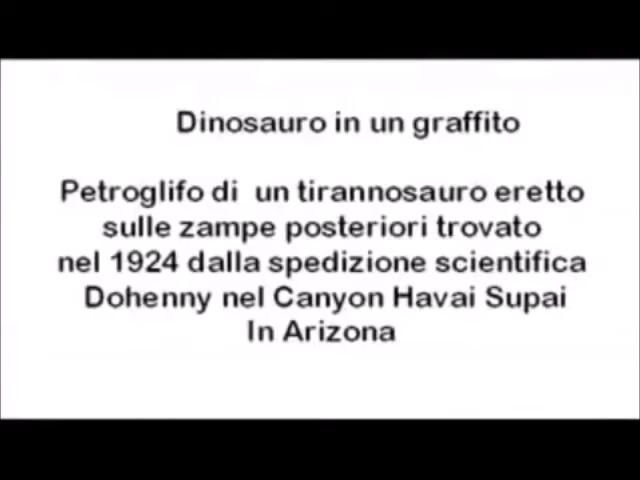 Dinosauro in un graffito
Petroglifo di un tirannosauro eretto
sulle zampe posteriori trovato
nel 1924 dalla spedizione scientifica
Dohenny nel Canyon Havai Supai
In Arizona